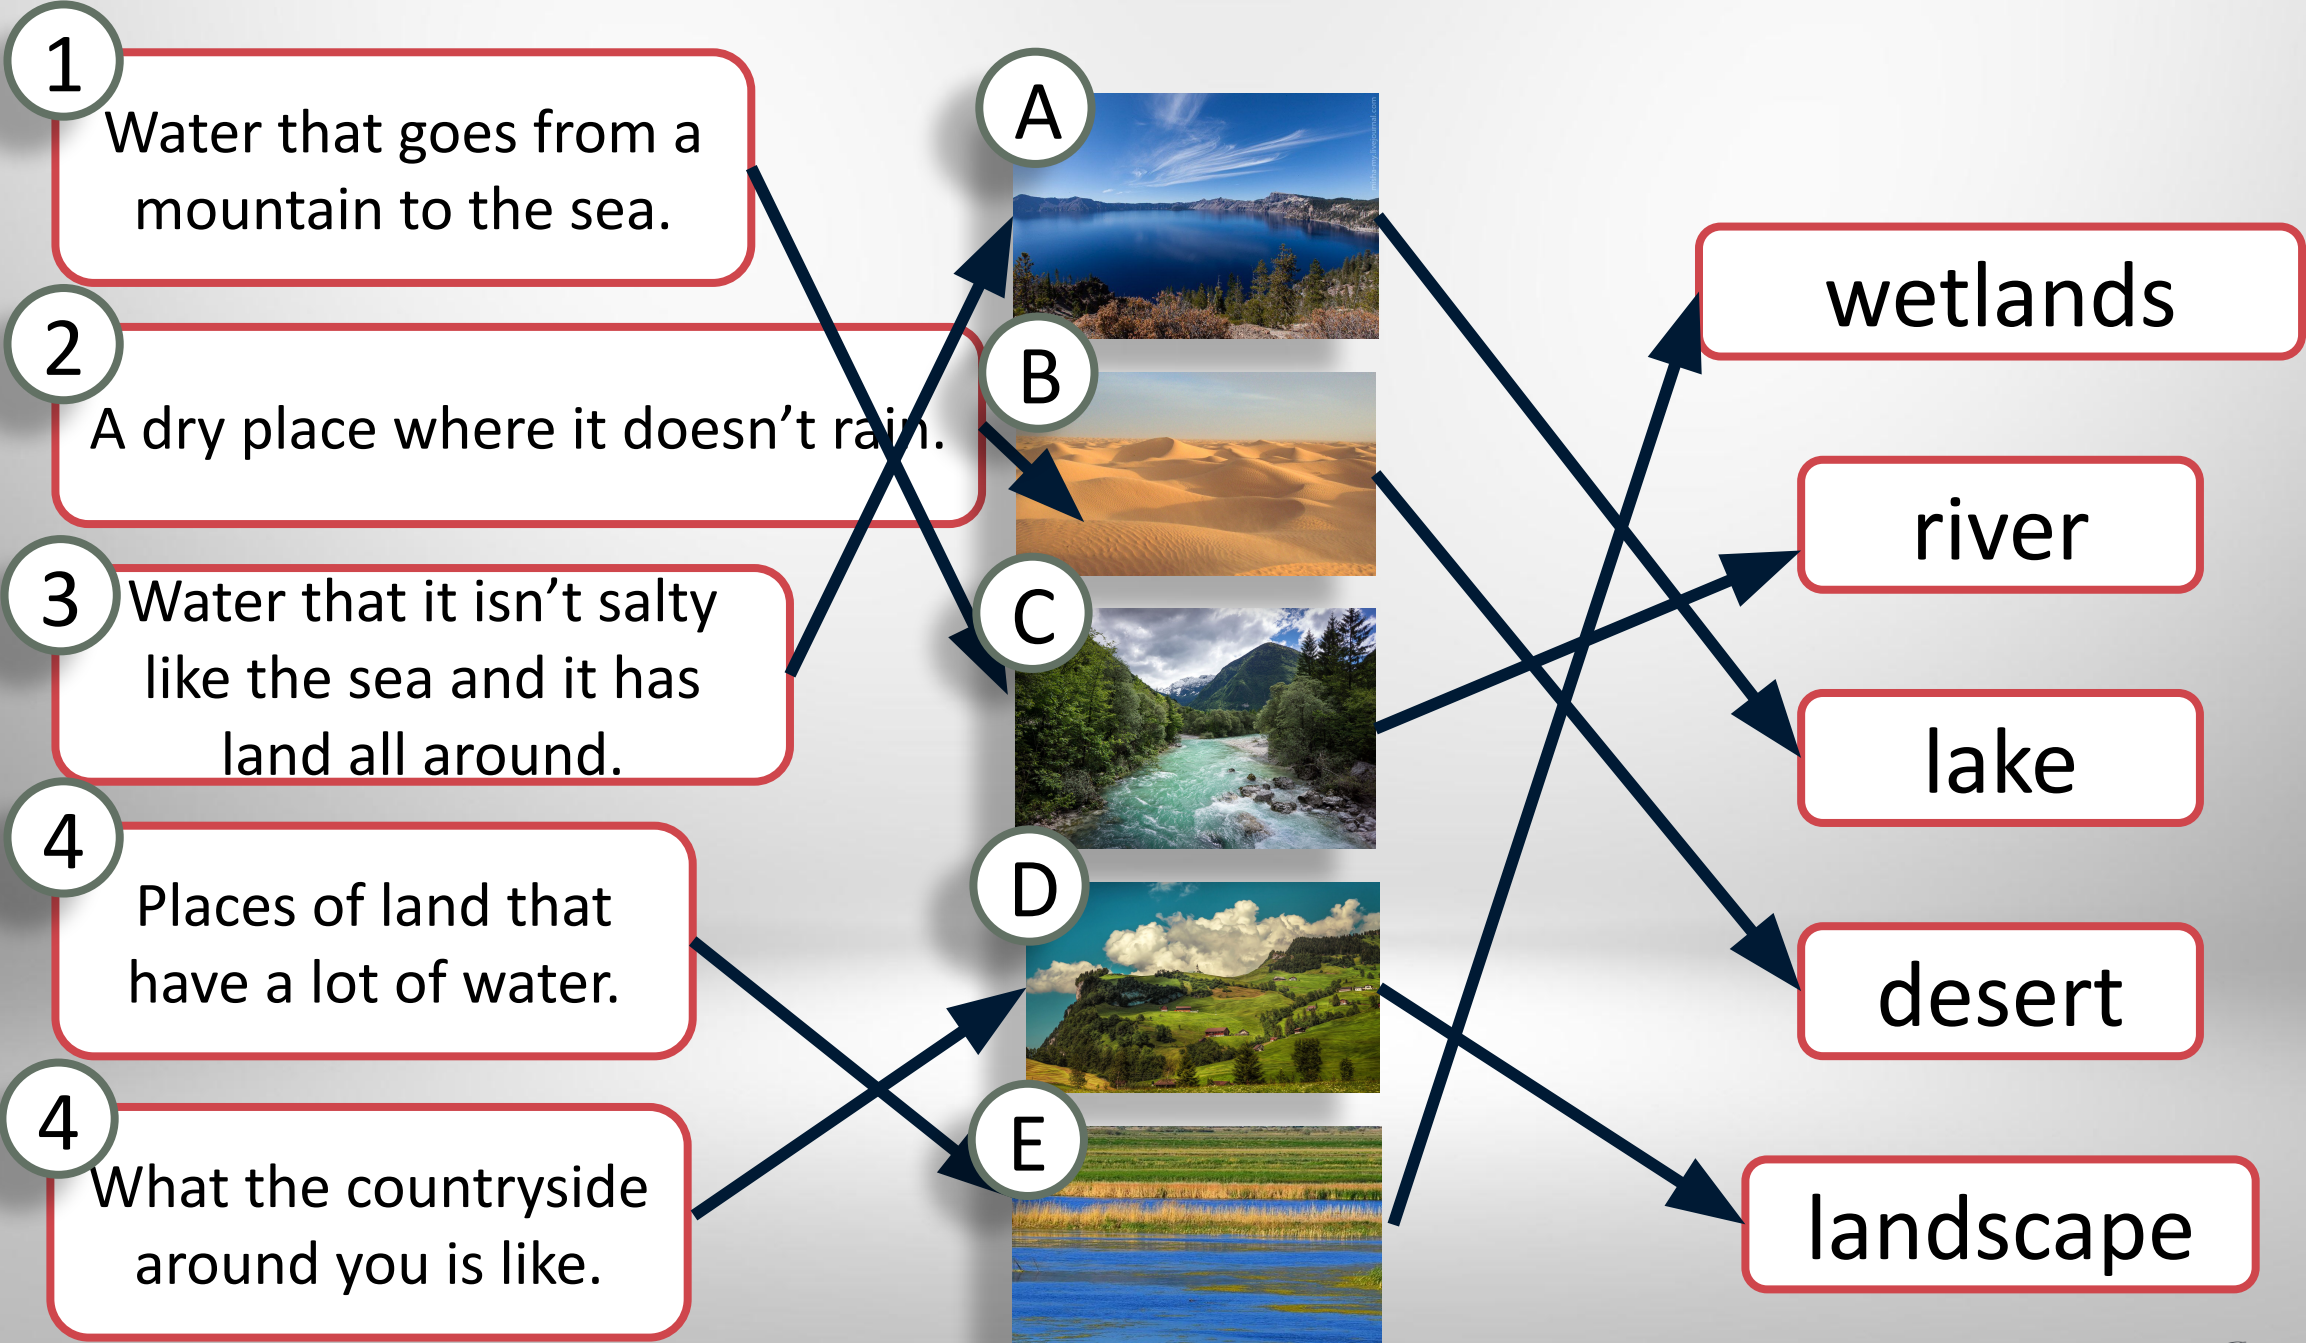 1
Water that goes from a
mountain to the sea.
2
A dry place where it doesn’t rain.
3
Water that it isn’t salty
like the sea and it has
land all around.
4
Places of land that
have a lot of water.
4
What the countryside
around you is like.
A
B
C
D
E
wetlands
river
lake
desert
landscape